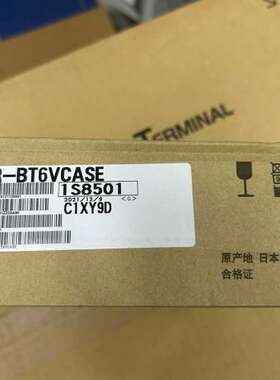 TERMINAL
-BT6VCASE
1S8501
2021/12/9 <G>
C1XY9D
原产地 日本
合格证